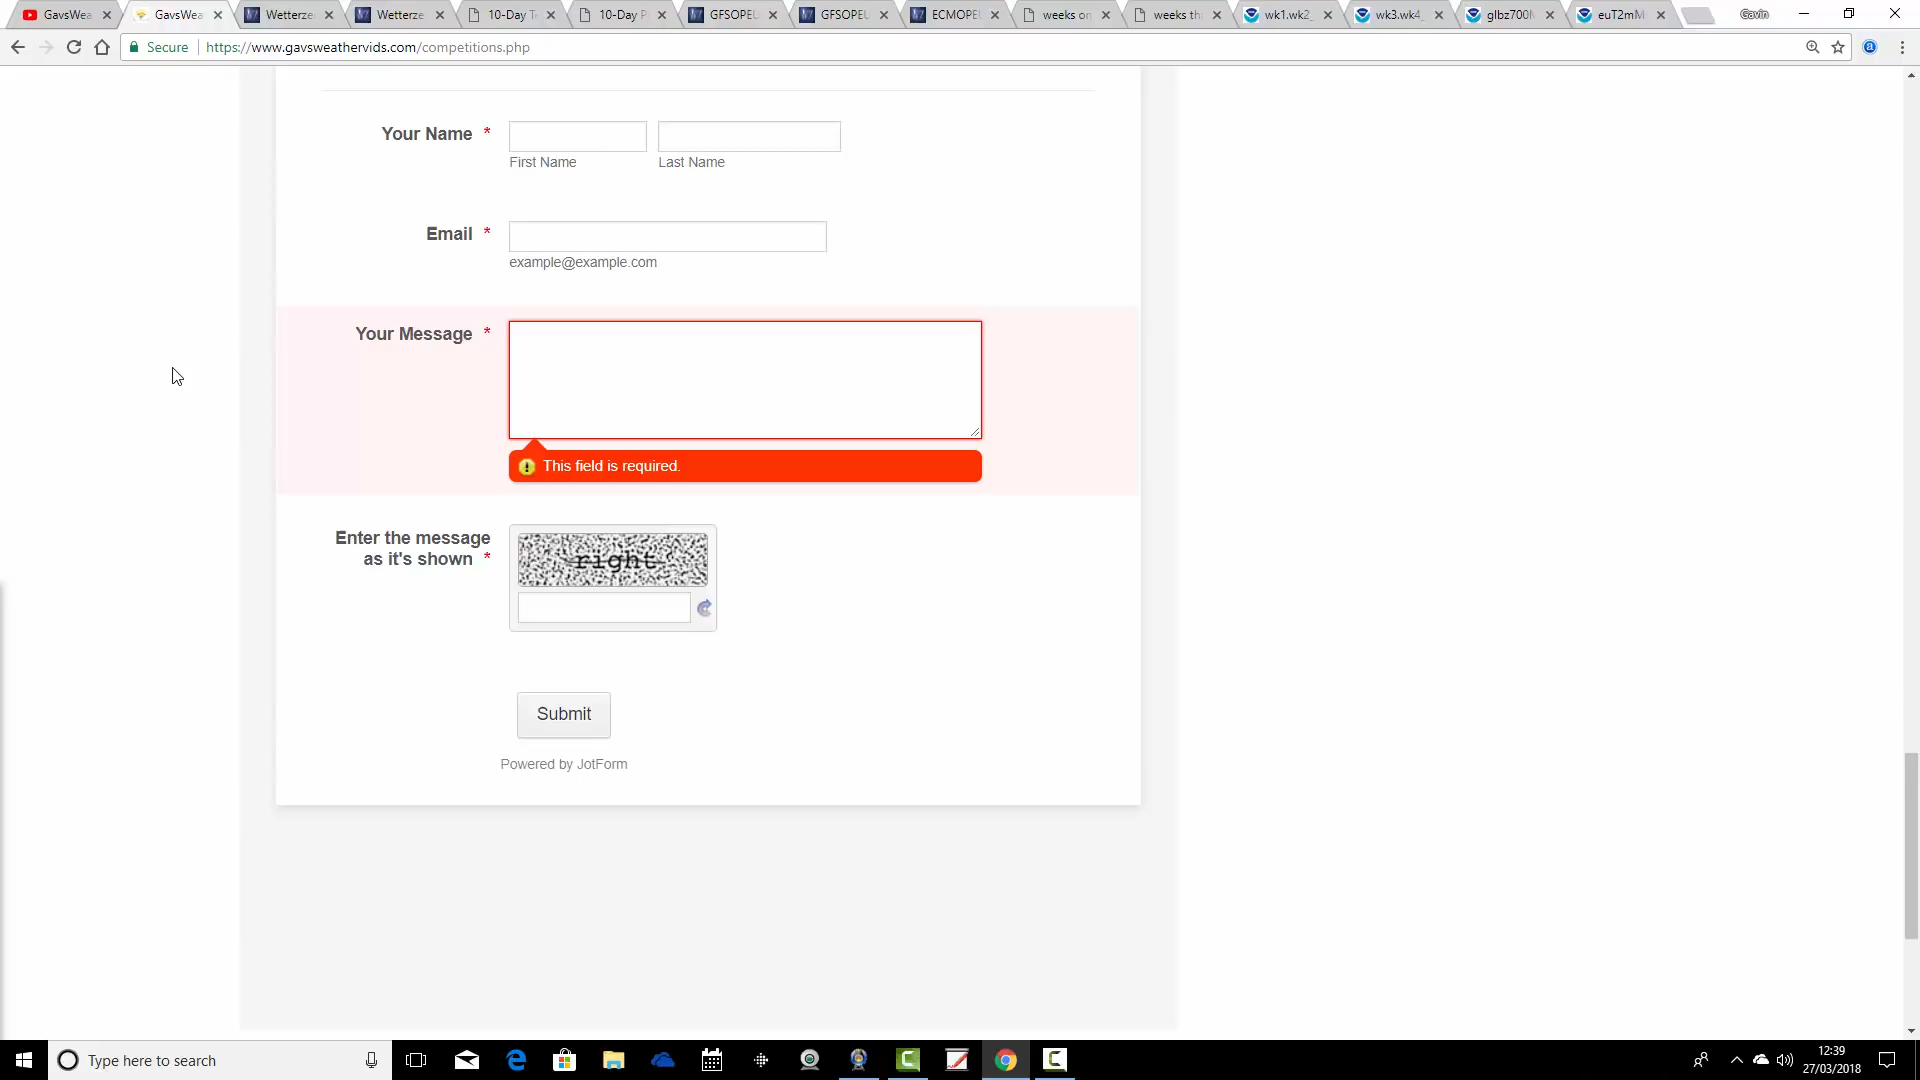 GavsWea
GavsWea
Wetterze
Wetterze
10-Day T
10-Day P
GFSOPEU
GFSOPEU
ECMOPE
weeks on
weeks th
wk1.wk2_
wk3.wk4_
glbz700
euT2mM
Gavin
Secure
https://www.gavsweathervids.com/competitions.php
Your Name *
First Name
Last Name
Email *
example@example.com
Your Message *
This field is required.
Enter the message
as it's shown *
right
Submit
Powered by JotForm
Type here to search
12:39
27/03/2018